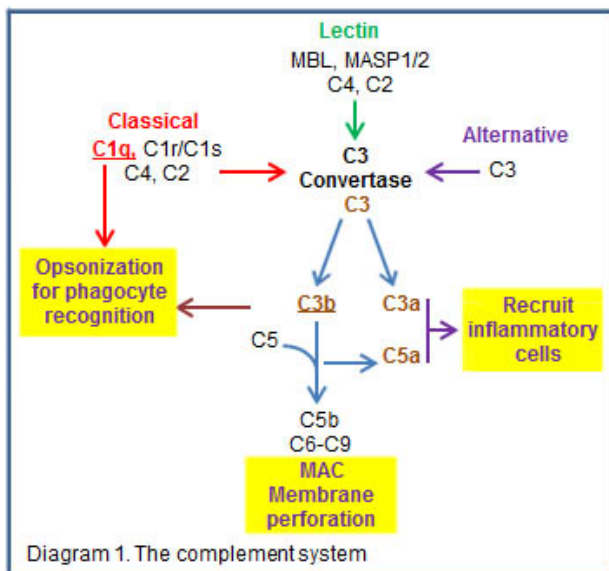 Lectin
MBL, MASP1/2
C4, C2
Classical
C1q, C1r/C1s
C4, C2
Alternative
C3
C3
Convertase
C3
Opsonization
for phagocyte
recognition
C3b
C3a
Recruit
inflammatory
cells
C5
C5a
C5b
C6-C9
MAC
Membrane
perforation
Diagram 1. The complement system